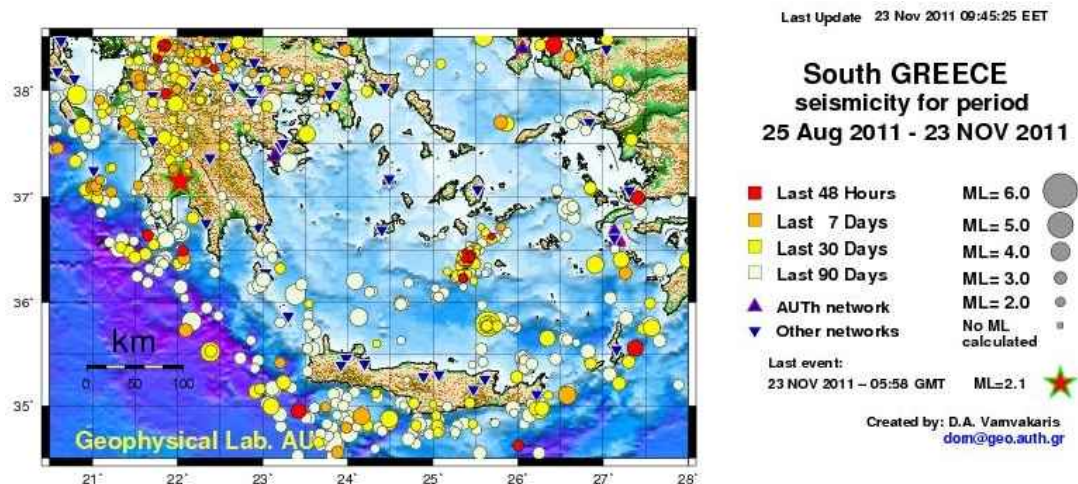 Last Update 23 Nov 2011 09:45:25 EET
South GREECE
seismicity for period
25 Aug 2011 - 23 NOV 2011
Last 48 Hours
ML= 6.0
Last 7 Days
ML= 5.0
Last 30 Days
ML= 4.0
Last 90 Days
ML= 3.0
AUTh network
ML= 2.0
Other networks
No ML
calculated
Last event:
23 NOV 2011 -- 05:58 GMT ML=2.1
Created by: D.A. Vamvakaris
dom@geo.auth.gr
38°
37°
36°
35°
km
0 50 100
Geophysical Lab. AU
21° 22° 23° 24° 25° 26° 27° 28°